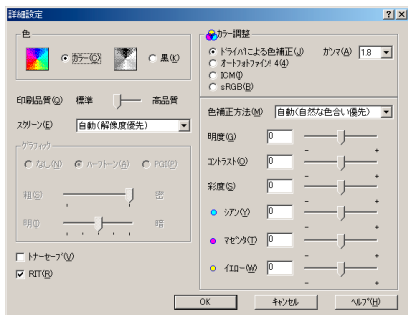 詳細設定
色
カラー(C)
黒(K)
印刷品質(Q) 標準 高品質
スクリーン(E) 自動(解像度優先)
グラフィック
なし(N) ハーフトーン(A) PGI(P)
粗(S) 密
明(I) 暗
トナーセーブ(V)
RIT(R)
カラー調整
ドライバによる色補正(J) ガンマ(A) 1.8
オートフォトファイン! 4(4)
ICM(I)
sRGB(B)
色補正方法(M) 自動(自然な色合い優先)
明度(G) 0
- +
コントラスト(O) 0
- +
彩度(S) 0
- +
シアン(Y) 0
- +
マゼンタ(T) 0
- +
イエロー(W) 0
- +
OK キャンセル ヘルプ(H)